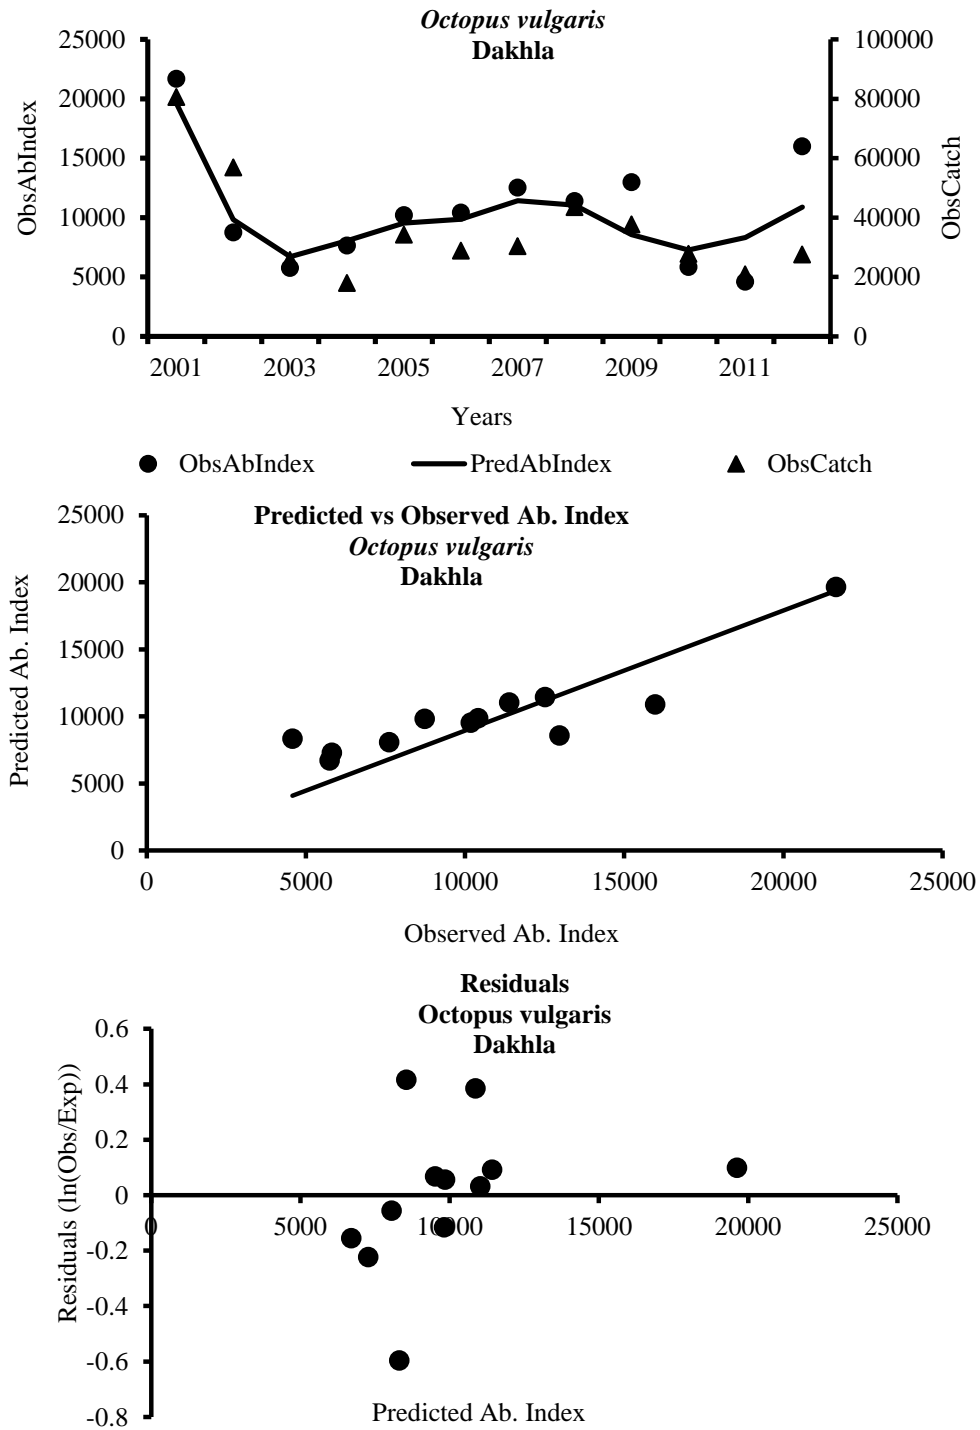 Octopus vulgaris
Dakhla
25000
20000
15000
10000
5000
0
ObsAbIndex
100000
80000
60000
40000
20000
0
ObsCatch
2001 2003 2005 2007 2009 2011
Years
ObsAbIndex PredAbIndex ObsCatch
Predicted vs Observed Ab. Index
Octopus vulgaris
Dakhla
25000
20000
15000
10000
5000
0
Predicted Ab. Index
0 5000 10000 15000 20000 25000
Observed Ab. Index
Residuals
Octopus vulgaris
Dakhla
0.6
0.4
0.2
0
-0.2
-0.4
-0.6
-0.8
Residuals (ln(Obs/Exp))
0 5000 10000 15000 20000 25000
Predicted Ab. Index